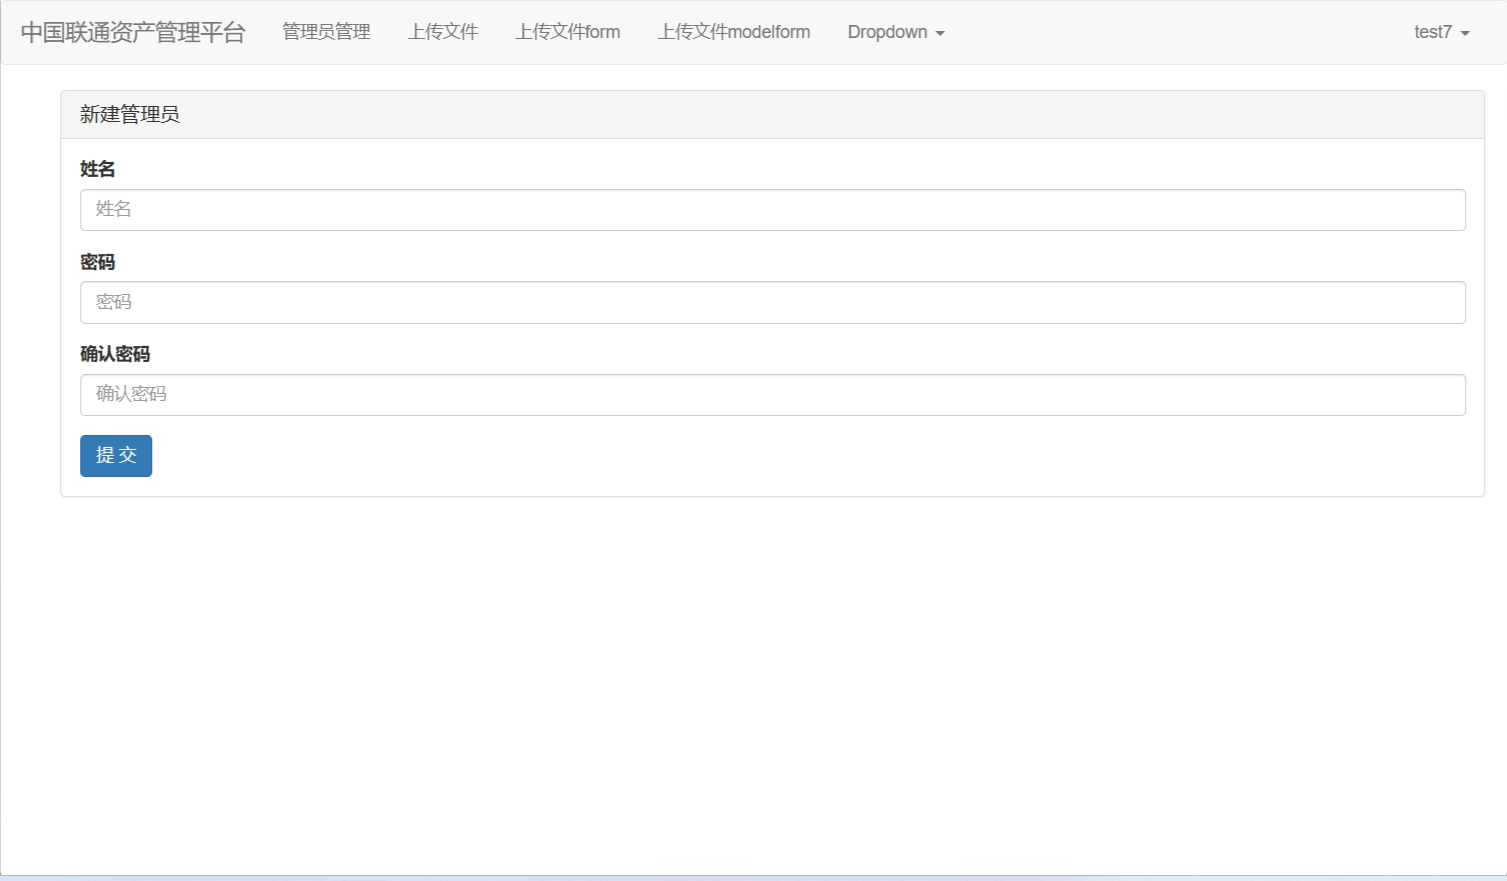 中国联通资产管理平台 管理员管理 上传文件 上传文件form 上传文件modelform Dropdown test7
新建管理员
姓名
姓名
密码
密码
确认密码
确认密码
提 交